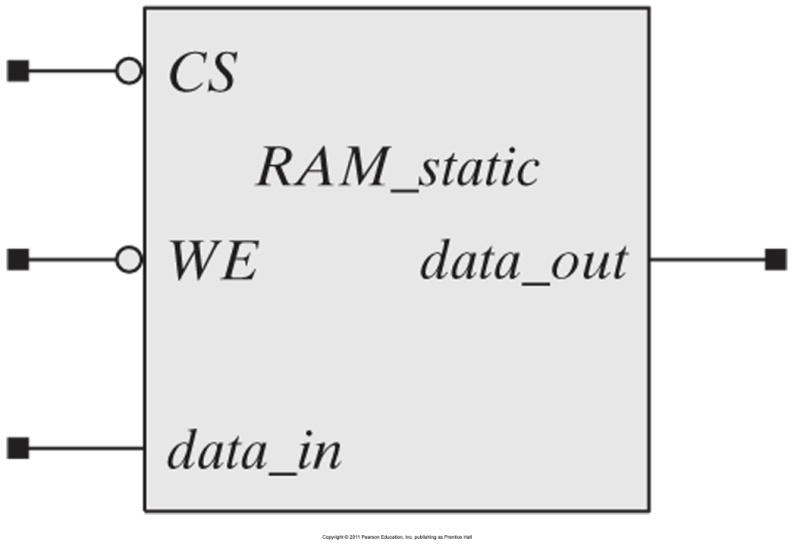 CS
RAM_static
WE
data_out
data_in
Copyright © 2011 Pearson Education, Inc. publishing as Prentice Hall